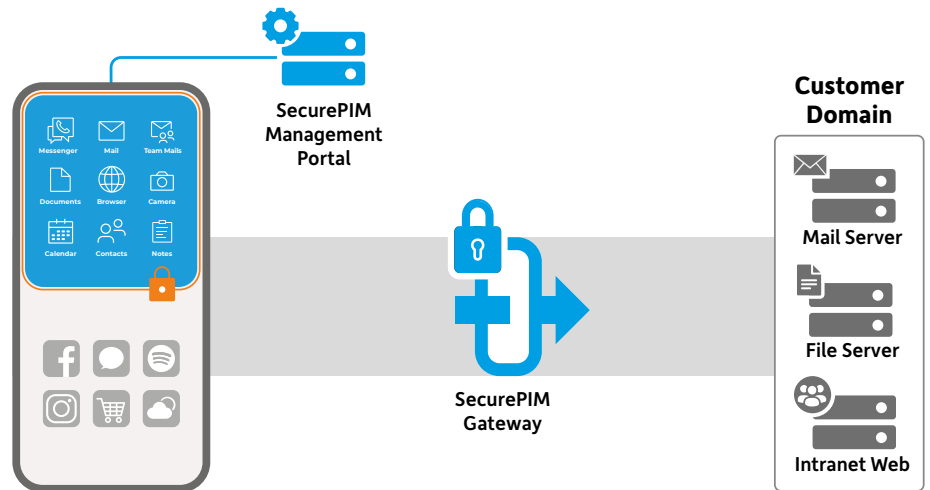 SecurePIM
Management
Portal
Customer
Domain
Messenger
Mail
Team Mails
Documents
Browser
Camera
Calendar
Contacts
Notes
Mail Server
File Server
Intranet Web
SecurePIM
Gateway